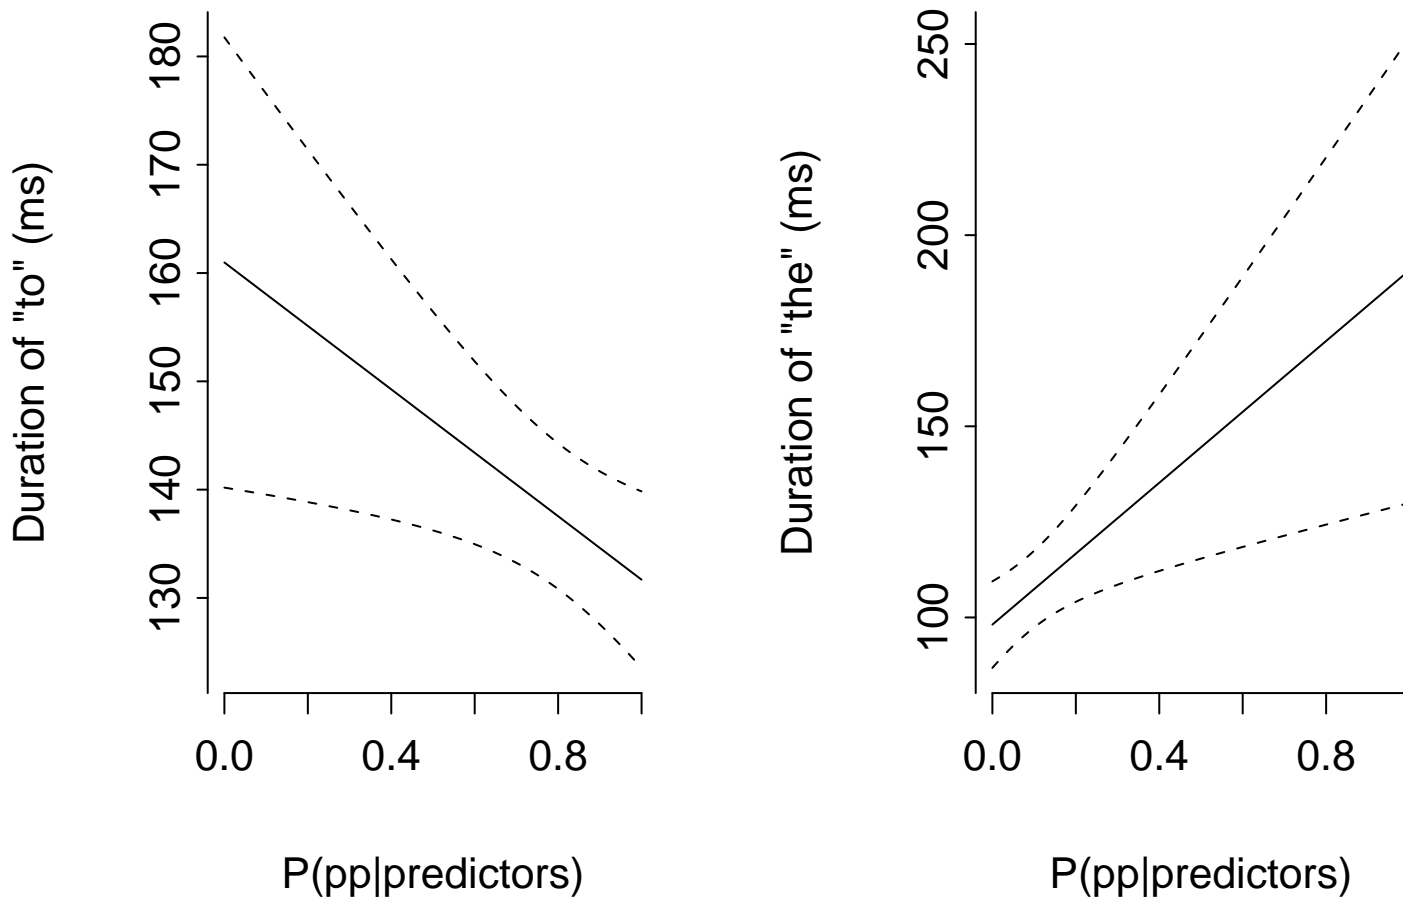 Duration of "to" (ms)
180
170
160
150
140
130
0.0 0.4 0.8
P(pp|predictors)
Duration of "the" (ms)
250
200
150
100
0.0 0.4 0.8
P(pp|predictors)